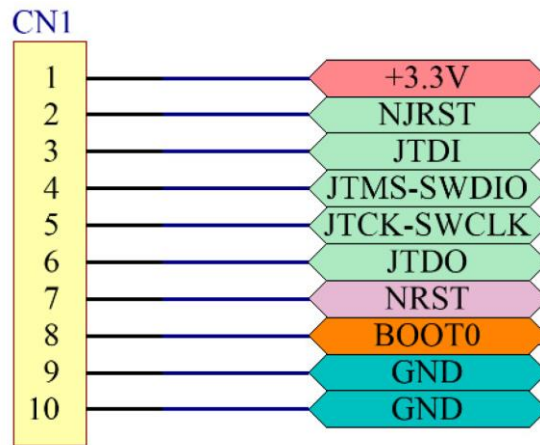 CN1
1 +3.3V
2 NJRST
3 JTDI
4 JTMS-SWDIO
5 JTCK-SWCLK
6 JTDO
7 NRST
8 BOOT0
9 GND
10 GND